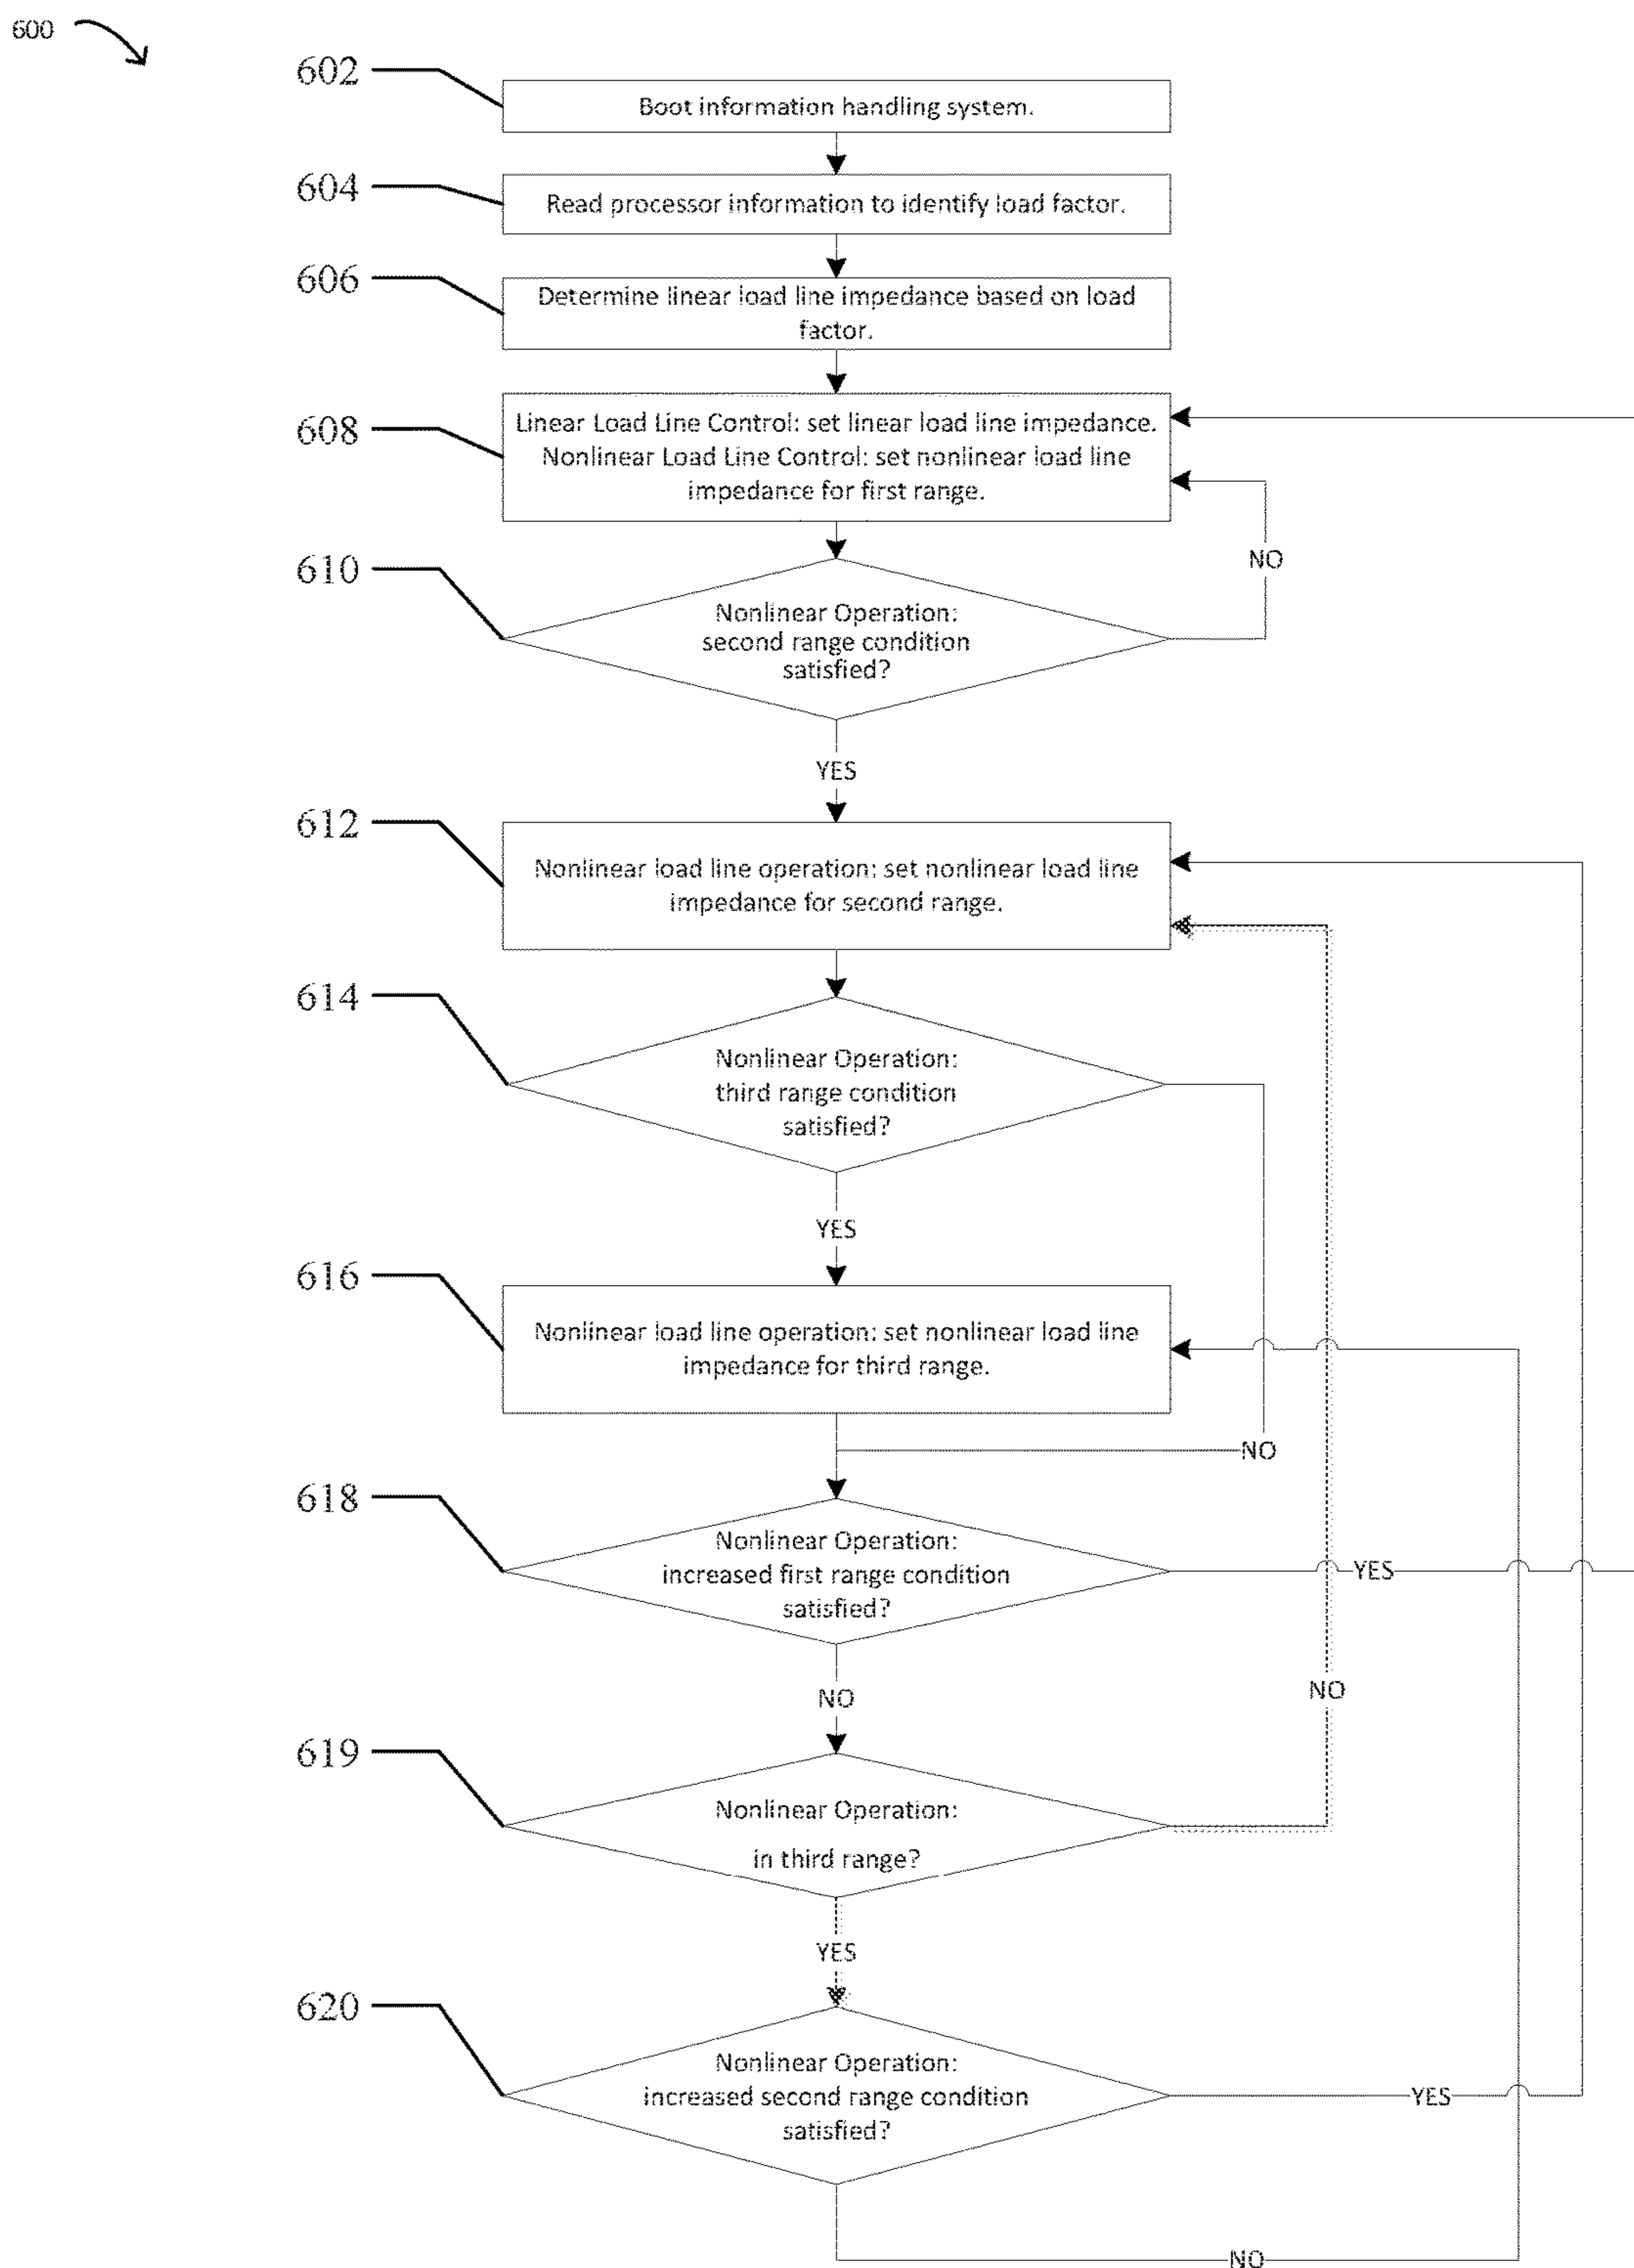 600
602
Boot information handling system.
604
Read processor information to identify load factor.
606
Determine linear load line impedance based on load
factor.
608
Linear Load Line Control: set linear load line impedance.
Nonlinear Load Line Control: set nonlinear load line
impedance for first range.
NO
610
Nonlinear Operation:
second range condition
satisfied?
YES
612
Nonlinear load line operation: set nonlinear load line
impedance for second range.
614
Nonlinear Operation:
third range condition
satisfied?
YES
616
Nonlinear load line operation: set nonlinear load line
impedance for third range.
NO
618
Nonlinear Operation:
increased first range condition
satisfied?
YES
NO
NO
619
Nonlinear Operation:
in third range?
YES
620
Nonlinear Operation:
increased second range condition
satisfied?
YES
NO